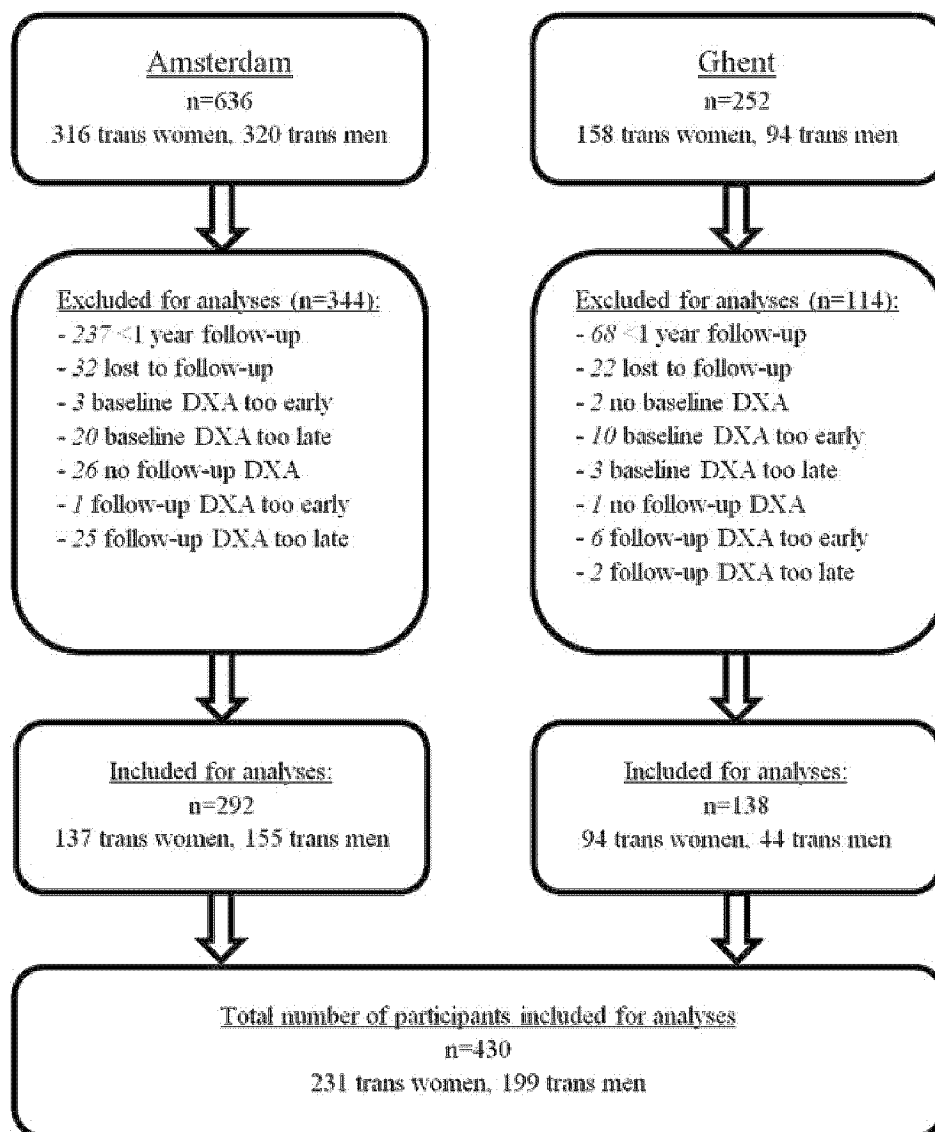 Amsterdam
n=636
316 trans women, 320 trans men
Ghent
n=252
158 trans women, 94 trans men
Excluded for analyses (n=344):
- 237 <1 year follow-up
- 32 lost to follow-up
- 3 baseline DXA too early
- 20 baseline DXA too late
- 26 no follow-up DXA
- 1 follow-up DXA too early
- 25 follow-up DXA too late
Excluded for analyses (n=114):
- 68 <1 year follow-up
- 22 lost to follow-up
- 2 no baseline DXA
- 10 baseline DXA too early
- 3 baseline DXA too late
- 1 no follow-up DXA
- 6 follow-up DXA too early
- 2 follow-up DXA too late
Included for analyses:
n=292
137 trans women, 155 trans men
Included for analyses:
n=138
94 trans women, 44 trans men
Total number of participants included for analyses
n=430
231 trans women, 199 trans men